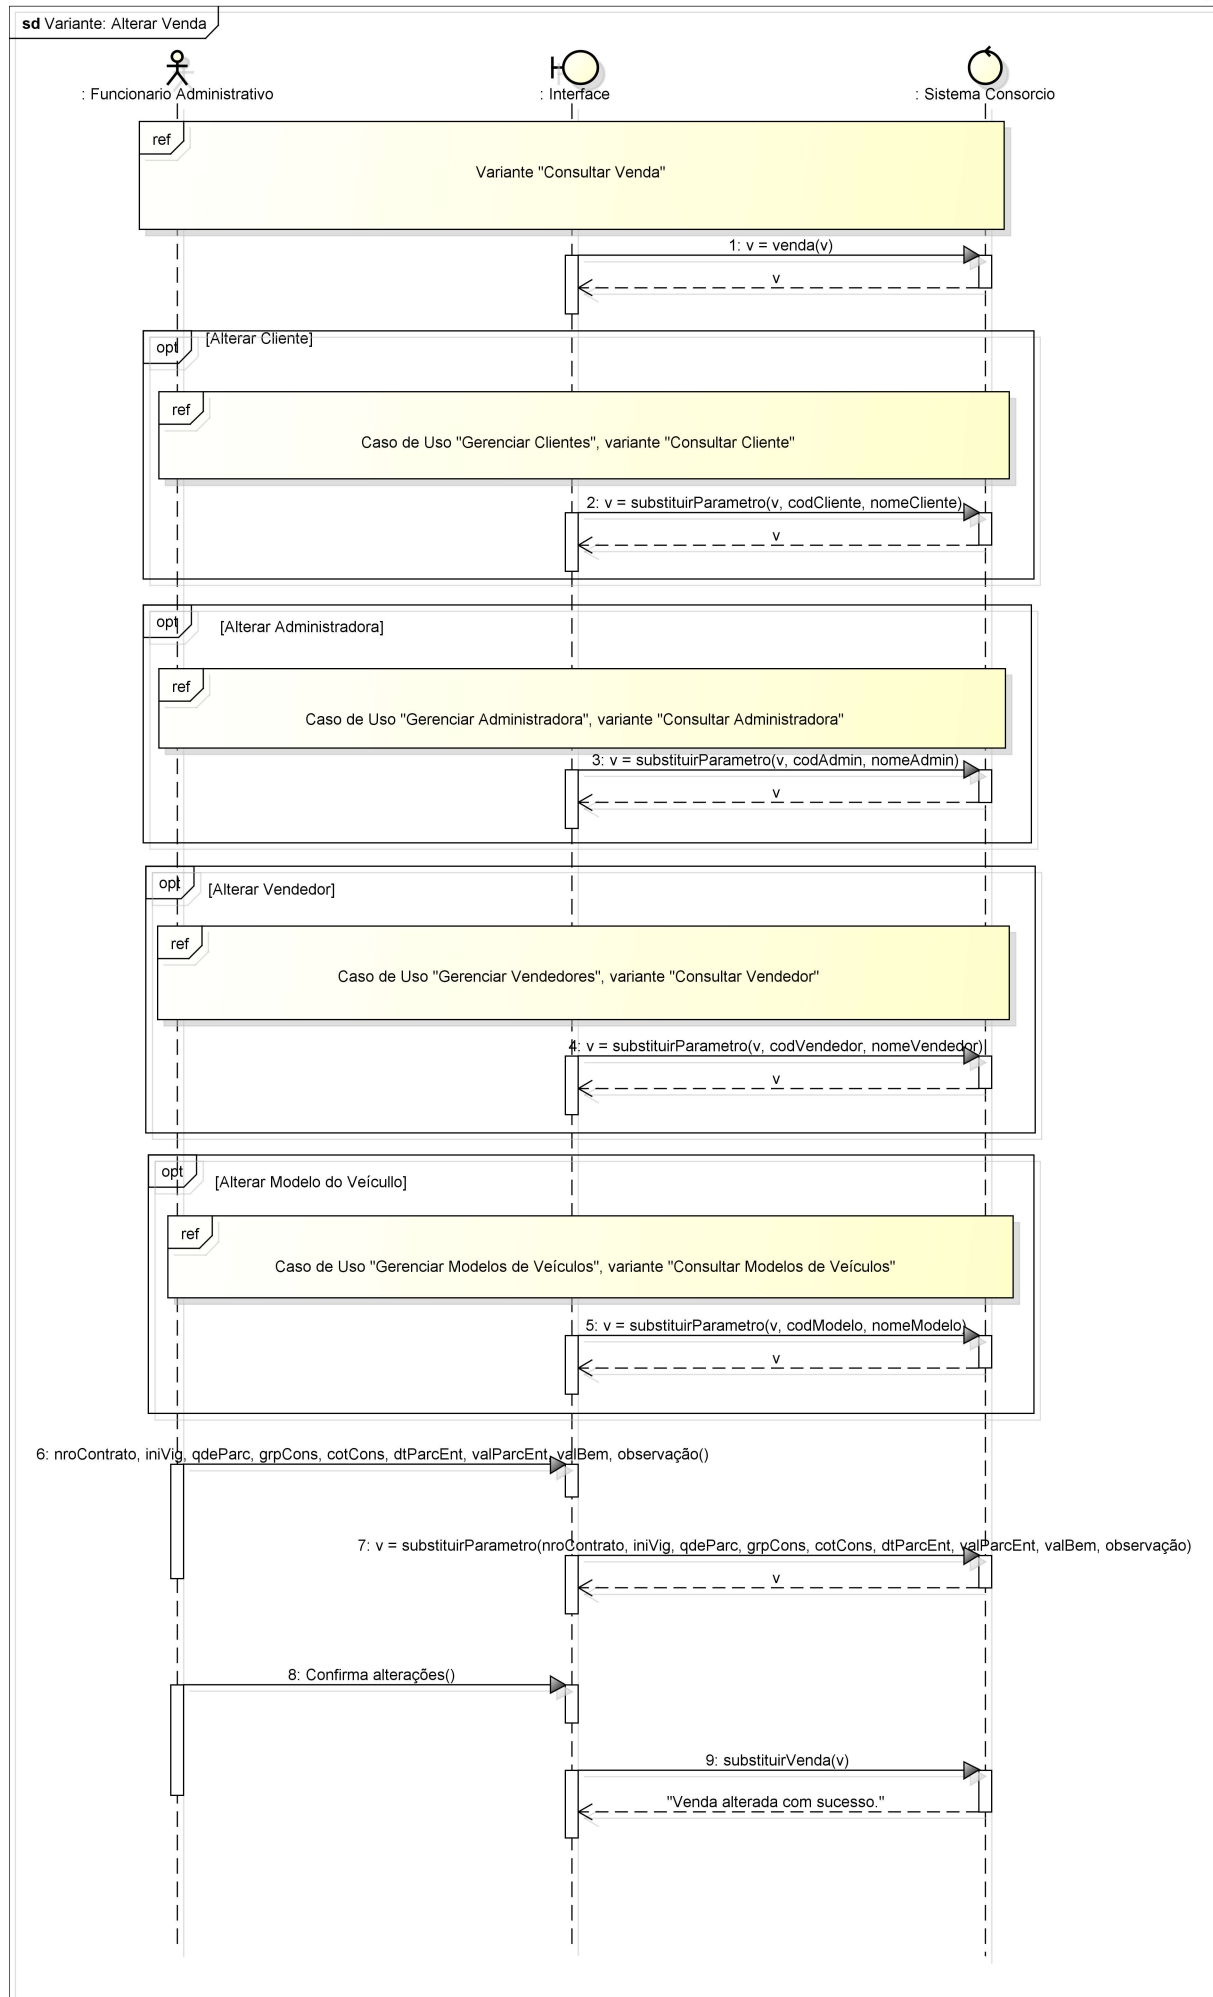 sd Variante: Alterar Venda
: Funcionario Administrativo
: Interface
: Sistema Consorcio
ref
Variante "Consultar Venda"
1: v = venda(v)
v
opt
[Alterar Cliente]
ref
Caso de Uso "Gerenciar Clientes", variante "Consultar Cliente"
2: v = substituirParametro(v, codCliente, nomeCliente)
v
opt
[Alterar Administradora]
ref
Caso de Uso "Gerenciar Administradora", variante "Consultar Administradora"
3: v = substituirParametro(v, codAdmin, nomeAdmin)
v
opt
[Alterar Vendedor]
ref
Caso de Uso "Gerenciar Vendedores", variante "Consultar Vendedor"
4: v = substituirParametro(v, codVendedor, nomeVendedor)
v
opt
[Alterar Modelo do Veícullo]
ref
Caso de Uso "Gerenciar Modelos de Veículos", variante "Consultar Modelos de Veículos"
5: v = substituirParametro(v, codModelo, nomeModelo)
v
6: nroContrato, iniVig, qdeParc, grpCons, cotCons, dtParcEnt, valParcEnt, valBem, observação()
7: v = substituirParametro(nroContrato, iniVig, qdeParc, grpCons, cotCons, dtParcEnt, valParcEnt, valBem, observação)
v
8: Confirma alterações()
9: substituirVenda(v)
"Venda alterada com sucesso."